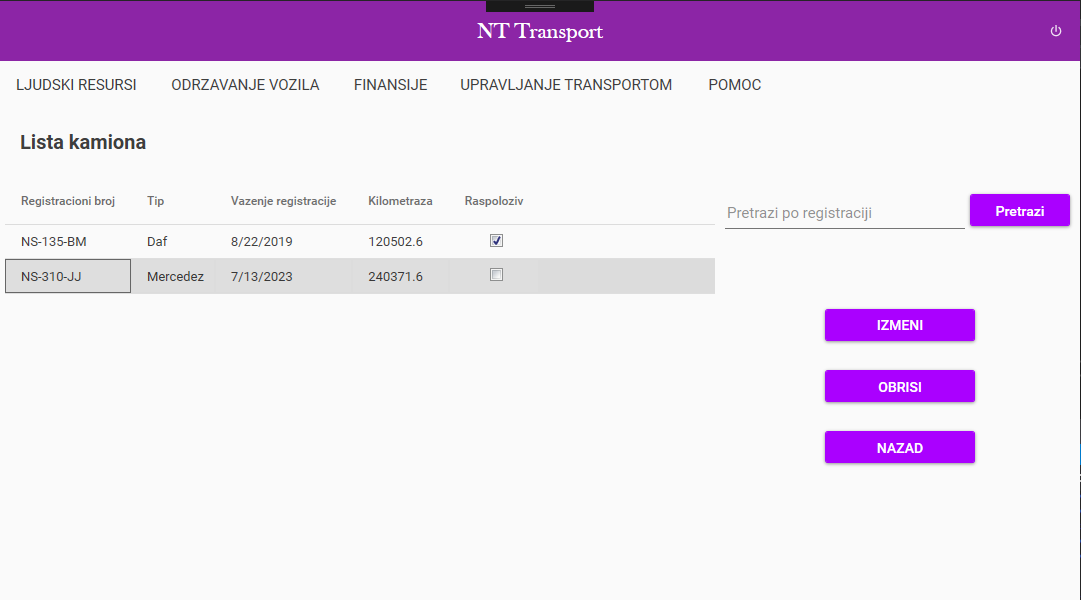 NT Transport
LJUDSKI RESURSI ODRZAVANJE VOZILA FINANSIJE UPRAVLJANJE TRANSPORTOM POMOC
Lista kamiona
Registracioni broj Tip Vazenje registracije Kilometraza Raspoloziv
NS-135-BM Daf 8/22/2019 120502.6
NS-310-JJ Mercedez 7/13/2023 240371.6
Pretrazi po registraciji Pretrazi
IZMENI
OBRISI
NAZAD